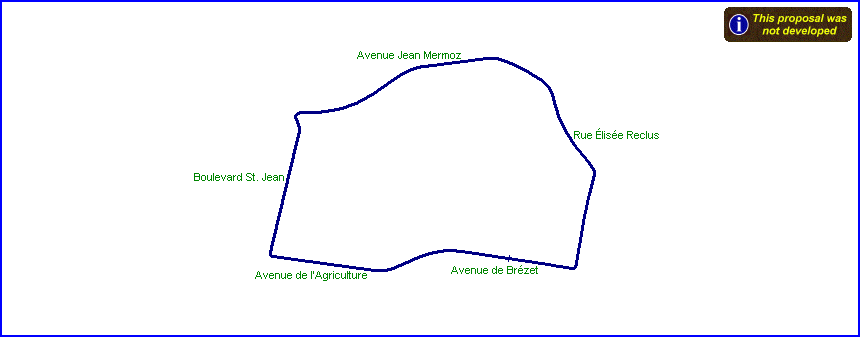 This proposal was
not developed
Avenue Jean Mermoz
Rue Élisée Reclus
Boulevard St. Jean
Avenue de l'Agriculture
Avenue de Brézet